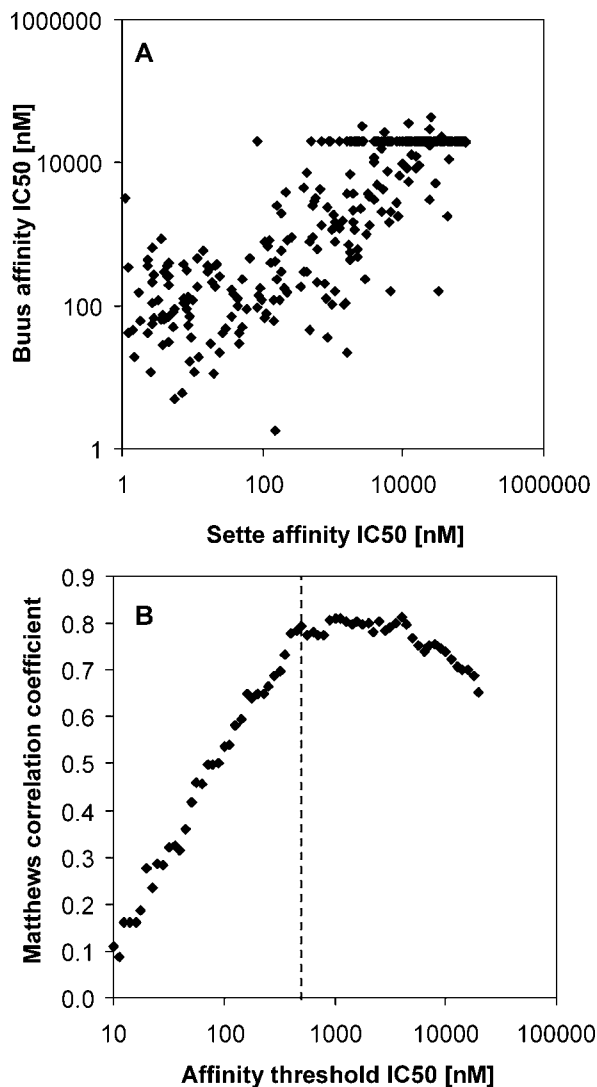 1000000
A
10000
100
1
Buus affinity IC50 [nM]
1 100 10000 1000000
Sette affinity IC50 [nM]
0.9
B
0.8
0.7
0.6
0.5
0.4
0.3
0.2
0.1
0.0
Matthews correlation coefficient
10 100 1000 10000 100000
Affinity threshold IC50 [nM]